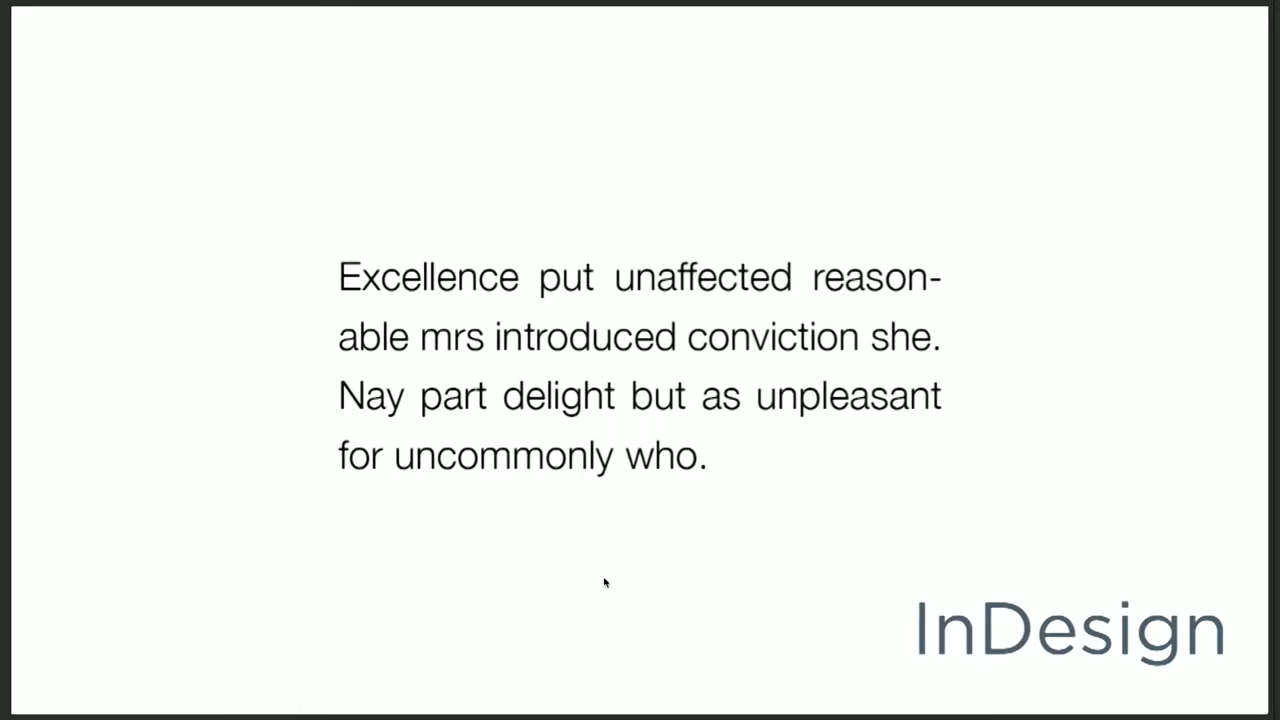 Excellence put unaffected reason-
able mrs introduced conviction she.
Nay part delight but as unpleasant
for uncommonly who.
InDesign